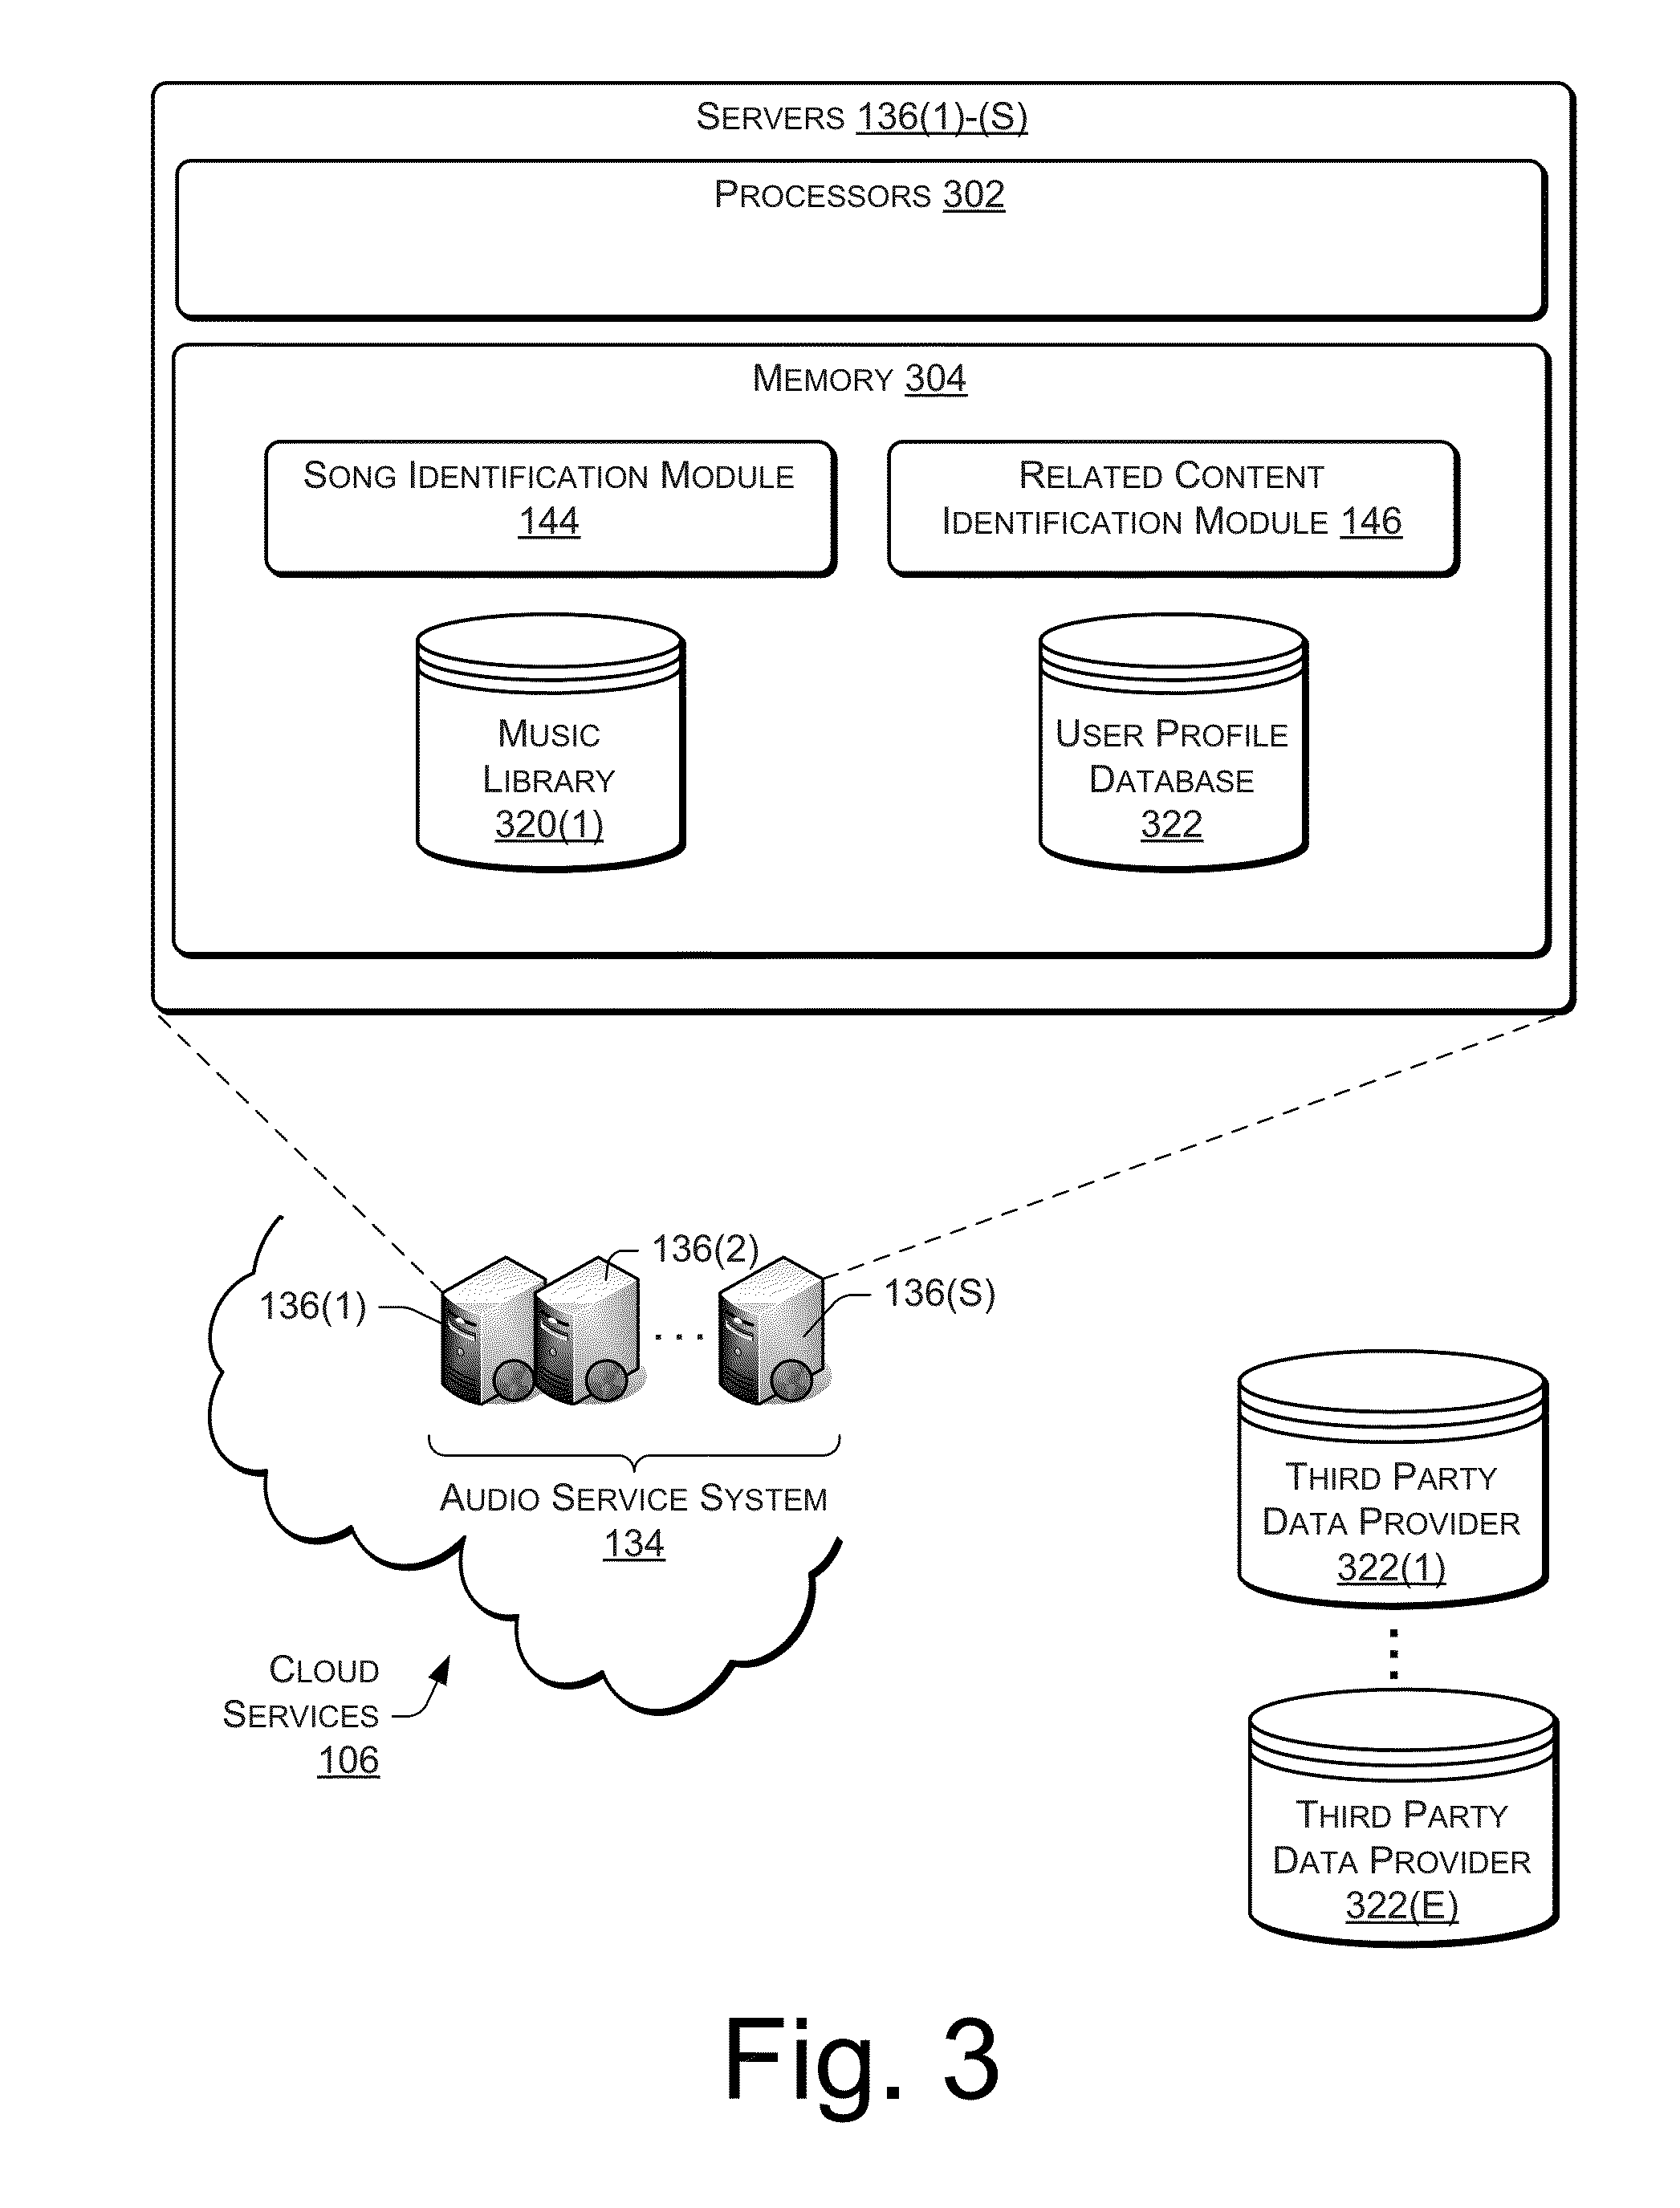 SERVERS 136(1)-(S)
PROCESSORS 302
MEMORY 304
SONG IDENTIFICATION MODULE
144
RELATED CONTENT
IDENTIFICATION MODULE 146
MUSIC
LIBRARY
320(1)
USER PROFILE
DATABASE
322
136(1)
136(2)
136(S)
. . .
AUDIO SERVICE SYSTEM
134
CLOUD
SERVICES
106
THIRD PARTY
DATA PROVIDER
322(1)
THIRD PARTY
DATA PROVIDER
322(E)
Fig. 3